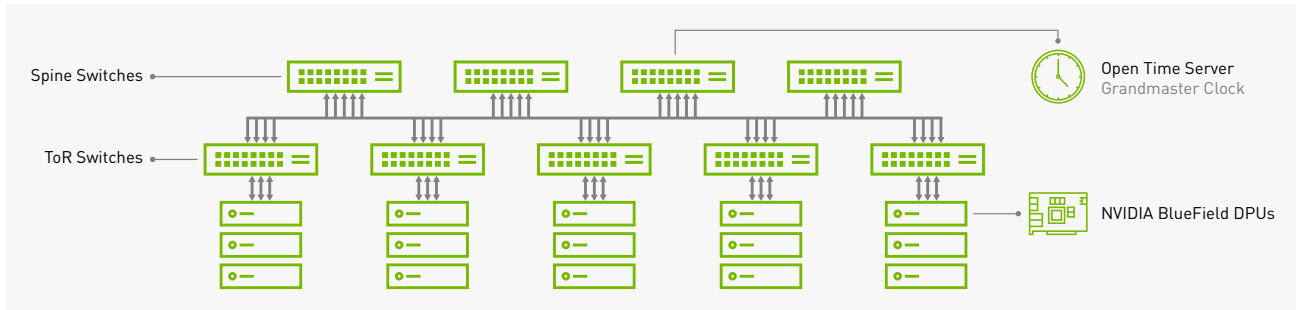 Spine Switches
Open Time Server
Grandmaster Clock
ToR Switches
NVIDIA BlueField DPUs